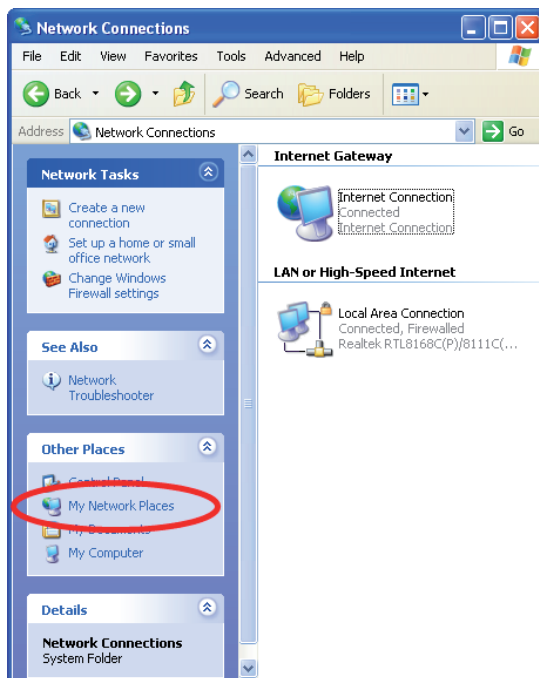 Network Connections
File Edit View Favorites Tools Advanced Help
Back Search Folders
Address Network Connections Go
Network Tasks
Create a new
connection
Set up a home or small
office network
Change Windows
Firewall settings
See Also
Network
Troubleshooter
Other Places
Control Panel
My Network Places
My Documents
My Computer
Details
Network Connections
System Folder
Internet Gateway
Internet Connection
Connected
Internet Connection
LAN or High-Speed Internet
Local Area Connection
Connected, Firewalled
Realtek RTL8168C(P)/8111C(...